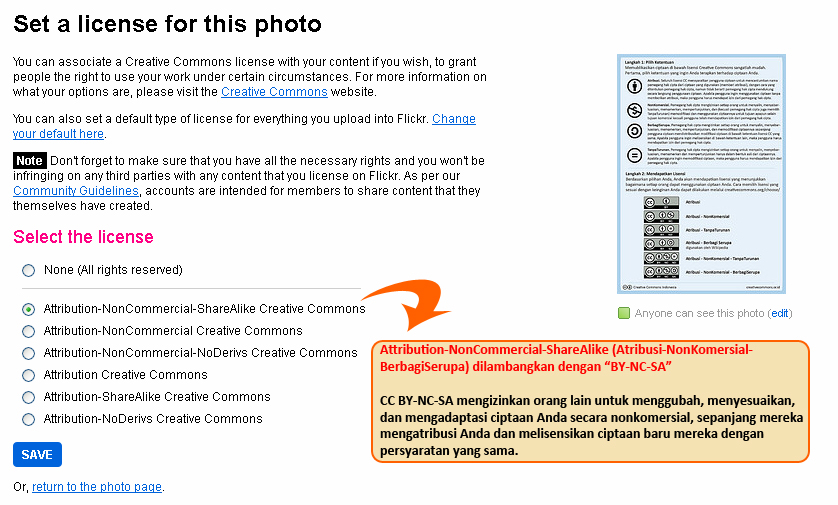 Set a license for this photo
You can associate a Creative Commons license with your content if you wish, to grant
people the right to use your work under certain circumstances. For more information on
what your options are, please visit the Creative Commons website.
You can also set a default type of license for everything you upload into Flickr. Change
your default here.
Note Don't forget to make sure that you have all the necessary rights and you won't be
infringing on any third parties with any content that you license on Flickr. As per our
Community Guidelines, accounts are intended for members to share content that they
themselves have created.
Select the license
None (All rights reserved)
Attribution-NonCommercial-ShareAlike Creative Commons
Attribution-NonCommercial Creative Commons
Attribution-NonCommercial-NoDerivs Creative Commons
Attribution Creative Commons
Attribution-ShareAlike Creative Commons
Attribution-NoDerivs Creative Commons
SAVE
Or, return to the photo page.
Langkah 1: Pilih Ketentuan
Langkah 2: Mendapatkan Lisensi
Atribusi
Atribusi - NonKomersial
Atribusi - TanpaTurunan
Atribusi - Berbagi Serupa
digunakan oleh Wikipedia
Atribusi - NonKomersial - TanpaTurunan
Atribusi - NonKomersial - BerbagiSerupa
Creative Commons Indonesia
creativecommons.or.id
Anyone can see this photo (edit)
Attribution-NonCommercial-ShareAlike (Atribusi-NonKomersial-
BerbagiSerupa) dilambangkan dengan “BY-NC-SA”
CC BY-NC-SA mengizinkan orang lain untuk menggubah, menyesuaikan,
dan mengadaptasi ciptaan Anda secara nonkomersial, sepanjang mereka
mengatribusi Anda dan melisensikan ciptaan baru mereka dengan
persyaratan yang sama.